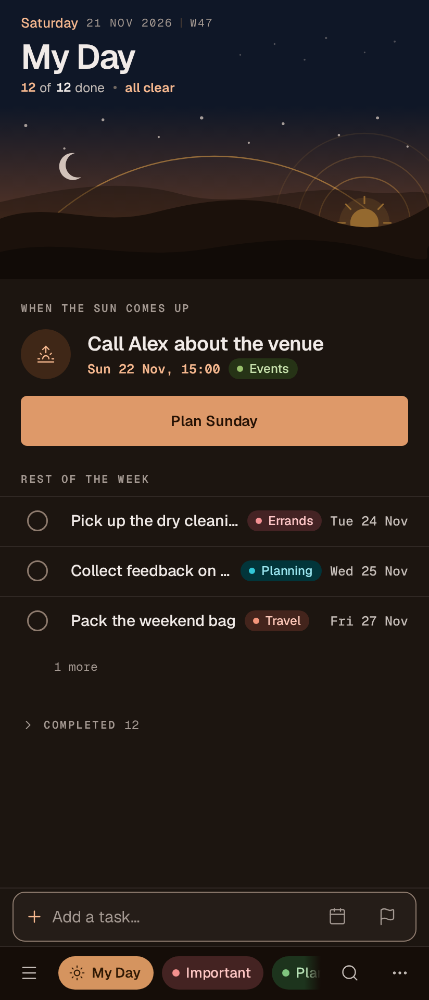 Saturday 21 NOV 2026 | W47
My Day
12 of 12 done • all clear
WHEN THE SUN COMES UP
Call Alex about the venue
Sun 22 Nov, 15:00 Events
Plan Sunday
REST OF THE WEEK
Pick up the dry cleani… Errands Tue 24 Nov
Collect feedback on … Planning Wed 25 Nov
Pack the weekend bag Travel Fri 27 Nov
1 more
COMPLETED 12
Add a task…
My Day Important Pla